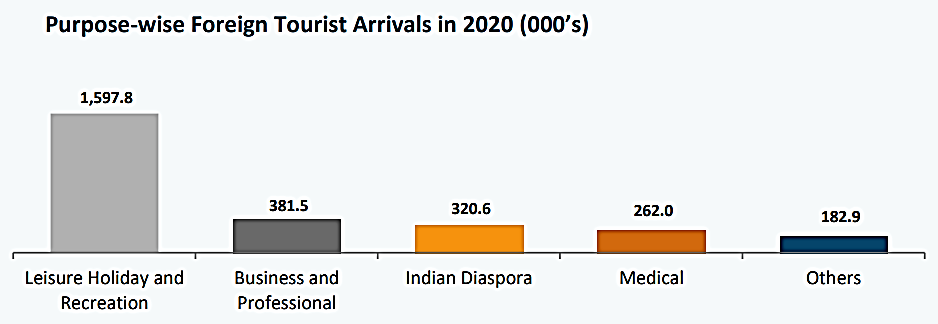 Purpose-wise Foreign Tourist Arrivals in 2020 (000’s)
1,597.8
381.5
320.6
262.0
182.9
Leisure Holiday and
Recreation
Business and
Professional
Indian Diaspora
Medical
Others